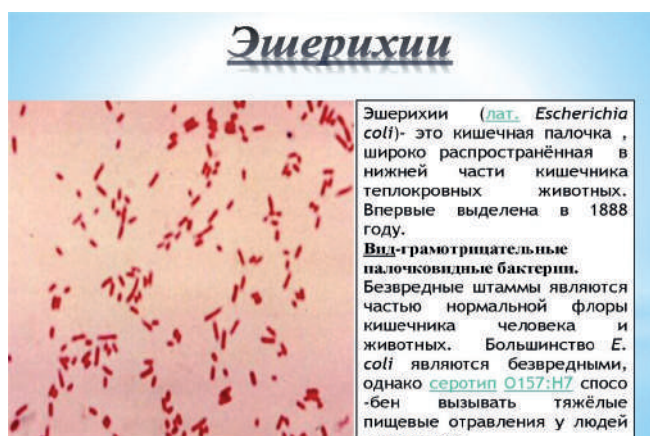 Эшерихии
Эшерихии (лат. Escherichia
coli)- это кишечная палочка ,
широко распространённая в
нижней части кишечника
теплокровных животных.
Впервые выделена в 1888
году.
Вид-грамотрицательные
палочковидные бактерии.
Безвредные штаммы являются
частью нормальной флоры
кишечника человека и
животных. Большинство E.
coli являются безвредными,
однако серотип O157:H7 спосо
-бен вызывать тяжёлые
пищевые отравления у людей